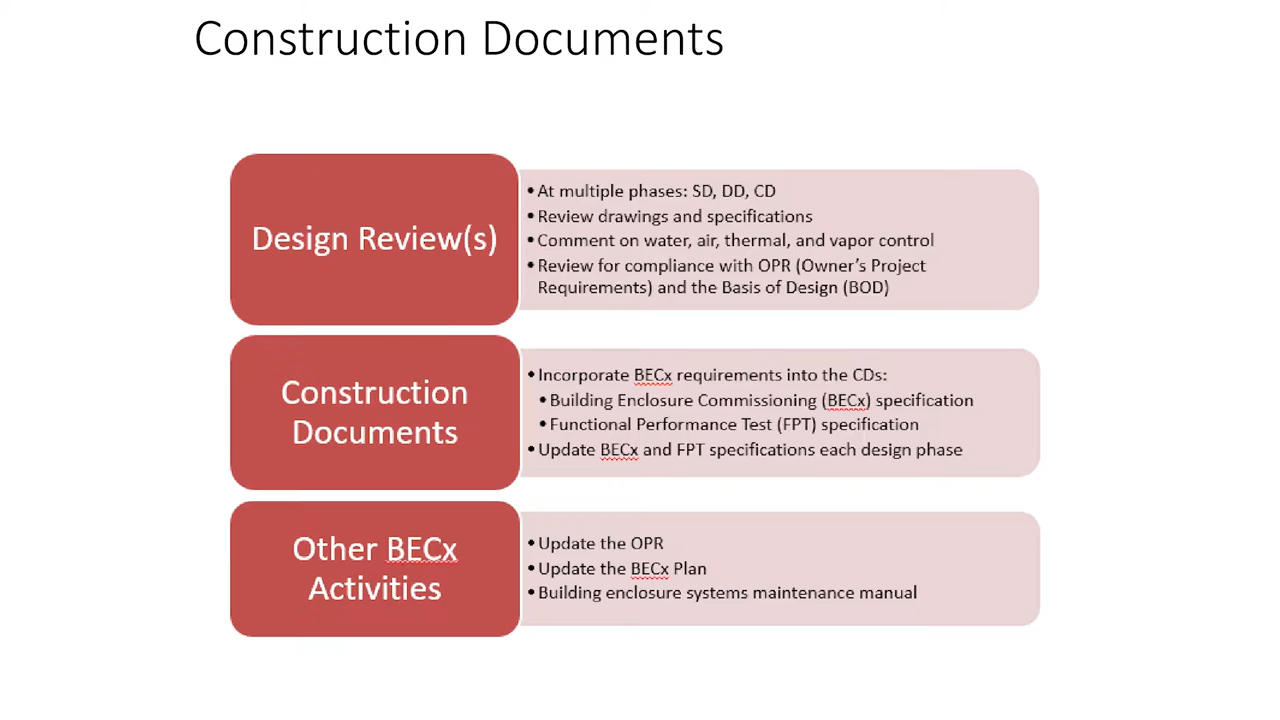 Construction Documents
Design Review(s)
• At multiple phases: SD, DD, CD
• Review drawings and specifications
• Comment on water, air, thermal, and vapor control
• Review for compliance with OPR (Owner's Project
Requirements) and the Basis of Design (BOD)
Construction
Documents
• Incorporate BECx requirements into the CDs:
• Building Enclosure Commissioning (BECx) specification
• Functional Performance Test (FPT) specification
• Update BECx and FPT specifications each design phase
Other BECx
Activities
• Update the OPR
• Update the BECx Plan
• Building enclosure systems maintenance manual